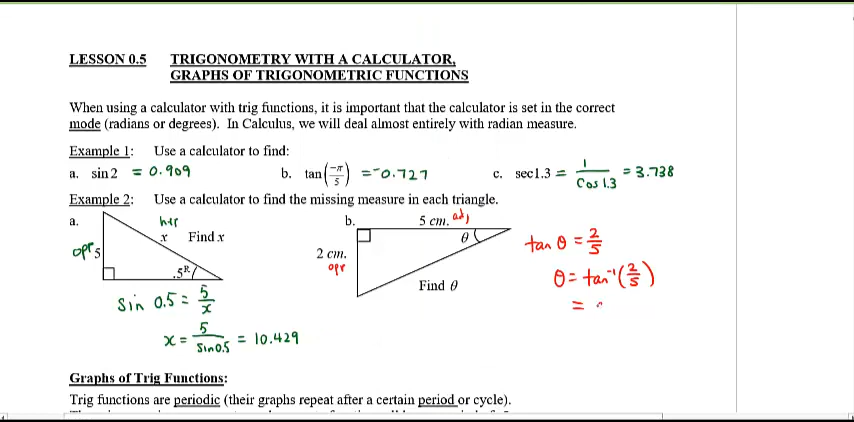 LESSON 0.5 TRIGONOMETRY WITH A CALCULATOR,
GRAPHS OF TRIGONOMETRIC FUNCTIONS
When using a calculator with trig functions, it is important that the calculator is set in the correct
mode (radians or degrees). In Calculus, we will deal almost entirely with radian measure.
Example 1: Use a calculator to find:
a. sin 2 = 0.909 b. tan(-π/5) = -0.727 c. sec1.3 = 1/cos 1.3 = 3.738
Example 2: Use a calculator to find the missing measure in each triangle.
a. hyp b. 5 cm. adj
x Find x θ tan θ = 2/5
opp 5 2 cm.
.5ᴿ opp Find θ θ = tan⁻¹(2/5)
sin 0.5 = 5/x =
x = 5/sin 0.5 = 10.429
Graphs of Trig Functions:
Trig functions are periodic (their graphs repeat after a certain period or cycle).